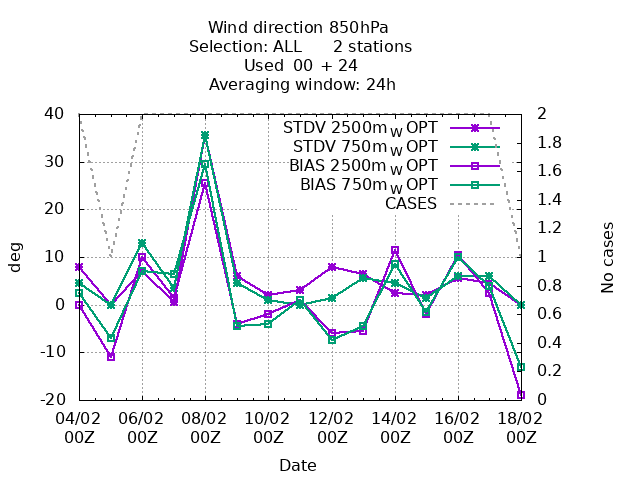 Wind direction 850hPa
Selection: ALL 2 stations
Used 00 + 24
Averaging window: 24h
STDV 2500m_W OPT
STDV 750m_W OPT
BIAS 2500m_W OPT
BIAS 750m_W OPT
CASES
deg
40
30
20
10
0
-10
-20
2
1.8
1.6
1.4
1.2
1
0.8
0.6
0.4
0.2
0
No cases
04/02 06/02 08/02 10/02 12/02 14/02 16/02 18/02
00Z 00Z 00Z 00Z 00Z 00Z 00Z 00Z
Date